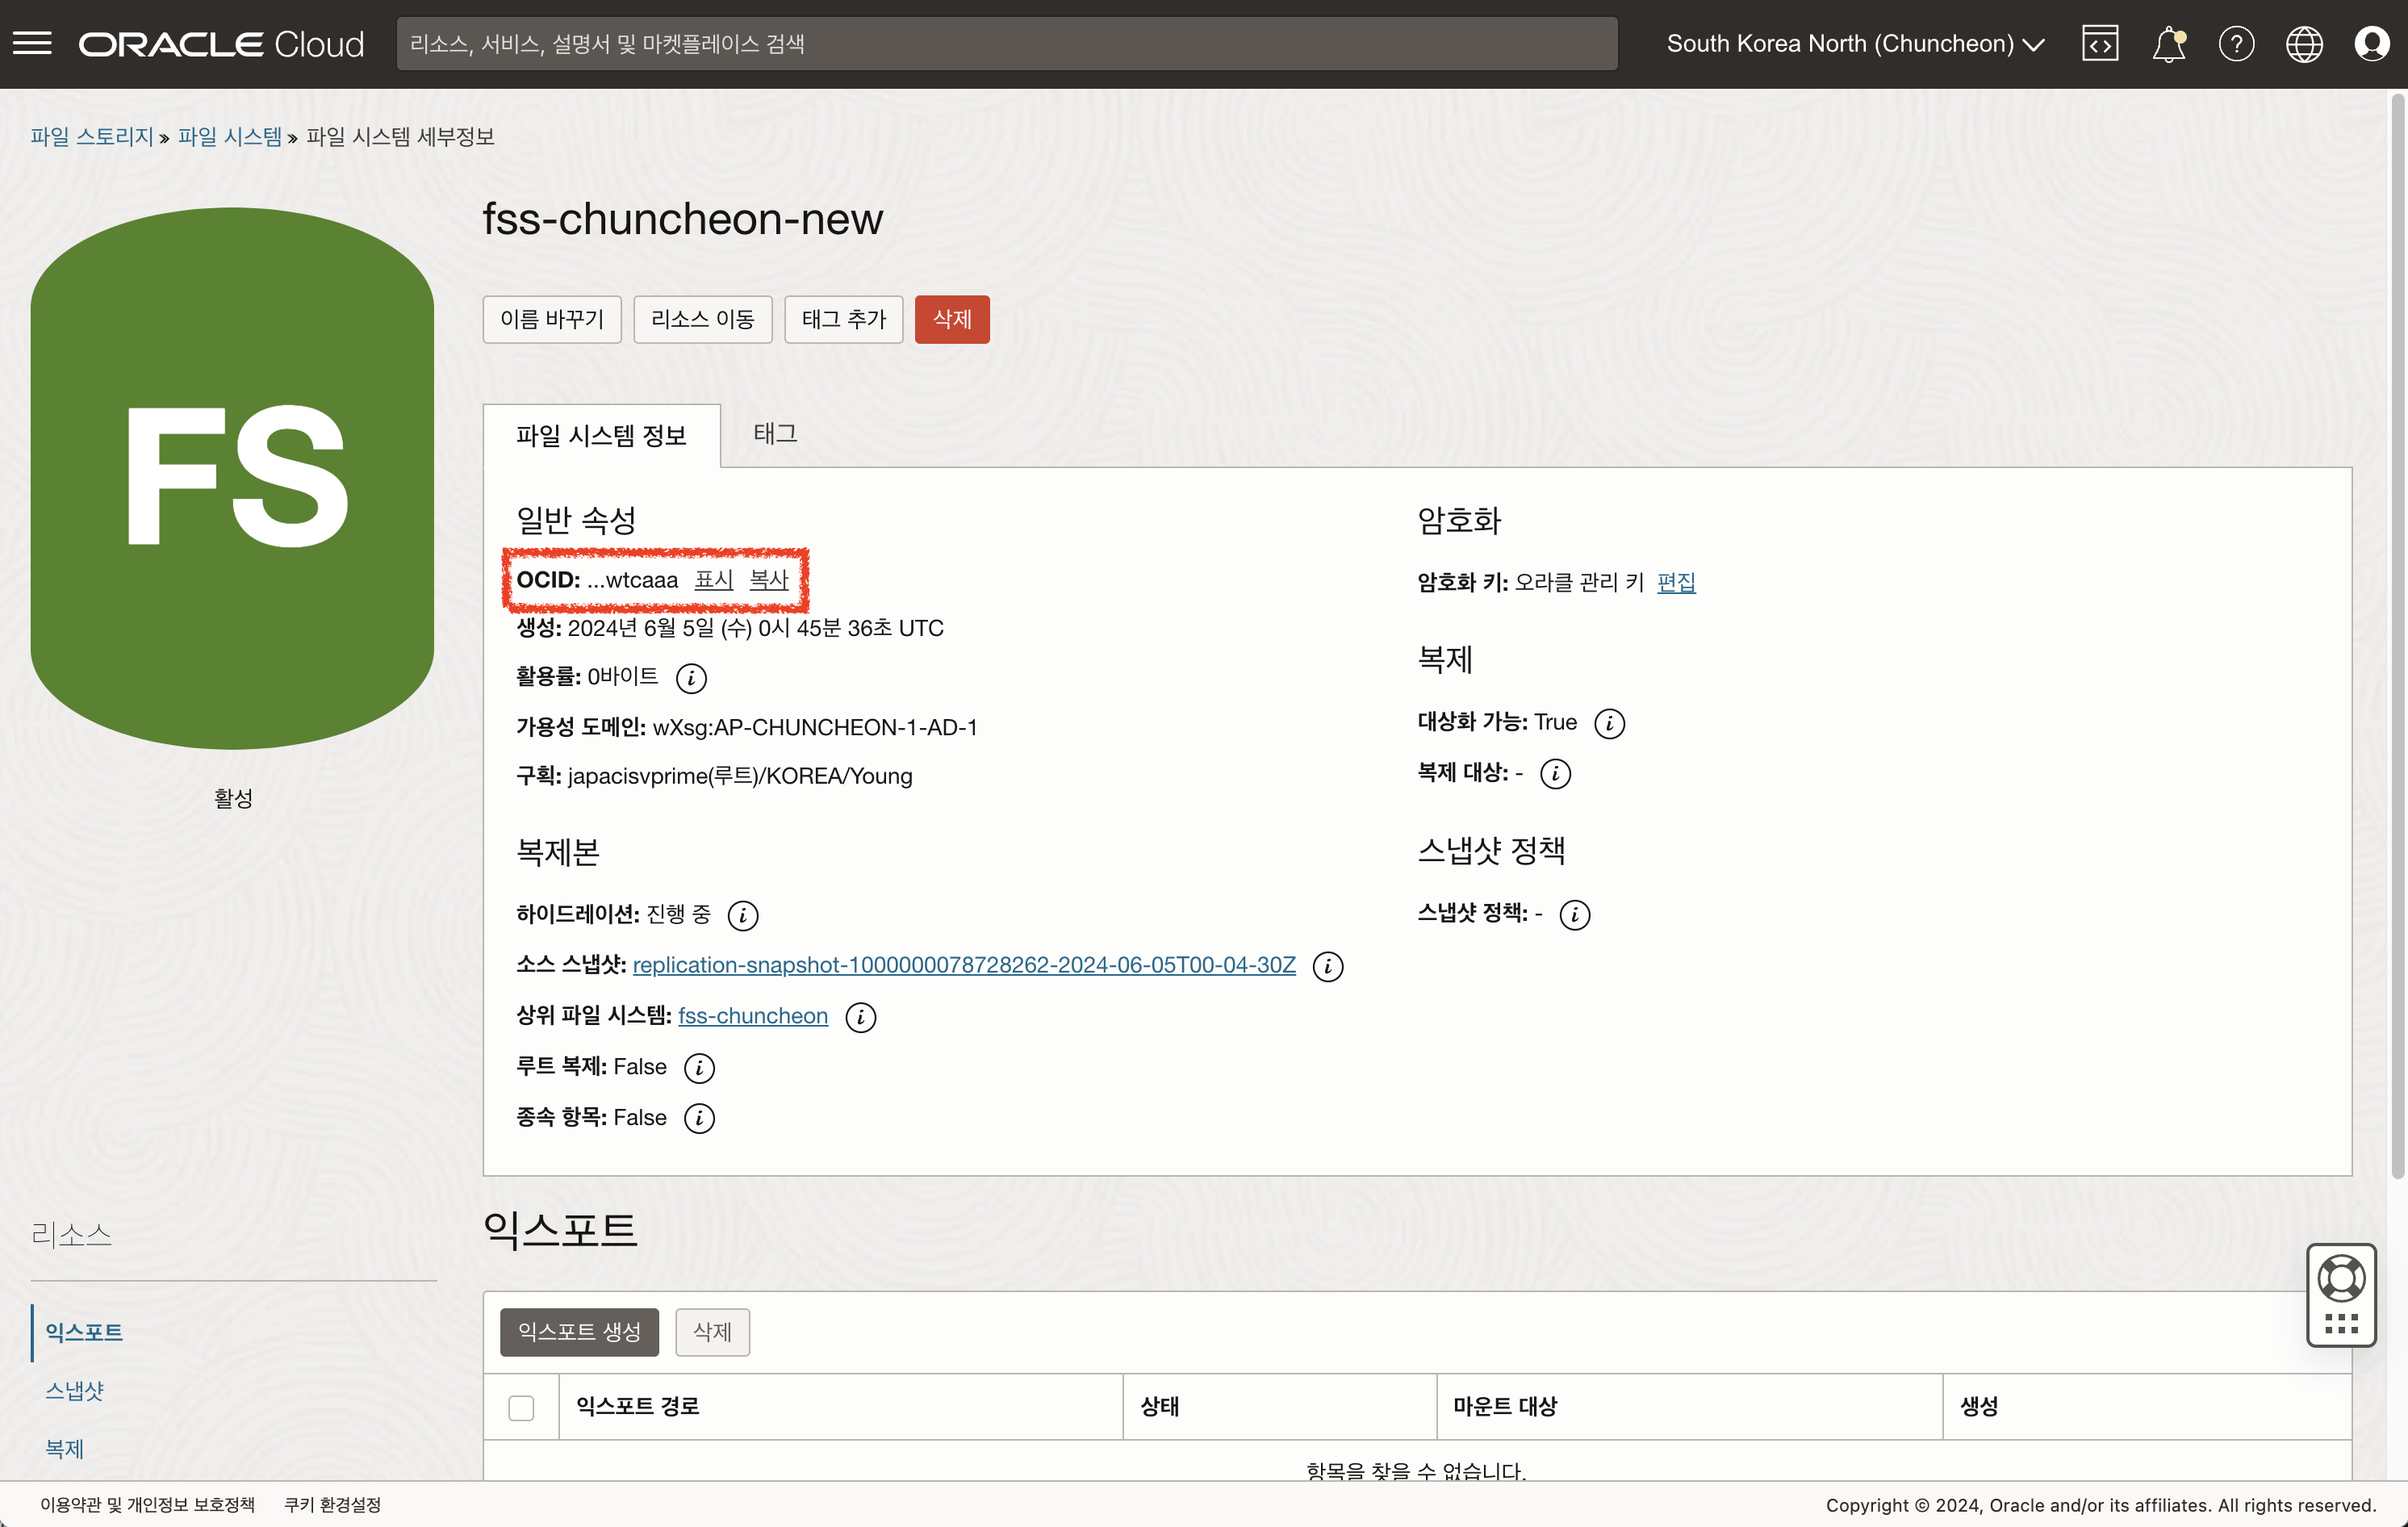 ORACLE Cloud
리소스, 서비스, 설명서 및 마켓플레이스 검색
South Korea North (Chuncheon)
파일 스토리지 » 파일 시스템 » 파일 시스템 세부정보
FS
활성
fss-chuncheon-new
이름 바꾸기 리소스 이동 태그 추가 삭제
파일 시스템 정보 태그
일반 속성
OCID: ...wtcaaa 표시 복사
생성: 2024년 6월 5일 (수) 0시 45분 36초 UTC
활용률: 0바이트
가용성 도메인: wXsg:AP-CHUNCHEON-1-AD-1
구획: japacisvprime(루트)/KOREA/Young
복제본
하이드레이션: 진행 중
소스 스냅샷: replication-snapshot-1000000078728262-2024-06-05T00-04-30Z
상위 파일 시스템: fss-chuncheon
루트 복제: False
종속 항목: False
암호화
암호화 키: 오라클 관리 키 편집
복제
대상화 가능: True
복제 대상: -
스냅샷 정책
스냅샷 정책: -
리소스
익스포트
스냅샷
복제
익스포트
익스포트 생성 삭제
익스포트 경로 상태 마운트 대상 생성
항목을 찾을 수 없습니다.
이용약관 및 개인정보 보호정책 쿠키 환경설정
Copyright © 2024, Oracle and/or its affiliates. All rights reserved.